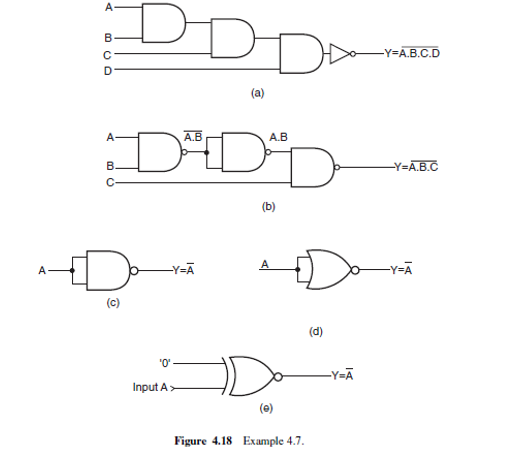 A
B
C
D
Y=A̅.̅B̅.̅C̅.̅D̅
(a)
A
A̅.̅B̅
A.B
B
C
Y=A̅.̅B̅.̅C̅
(b)
A
Y=A̅
(c)
A
Y=A̅
(d)
'0'
Input A
Y=A̅
(e)
Figure 4.18 Example 4.7.